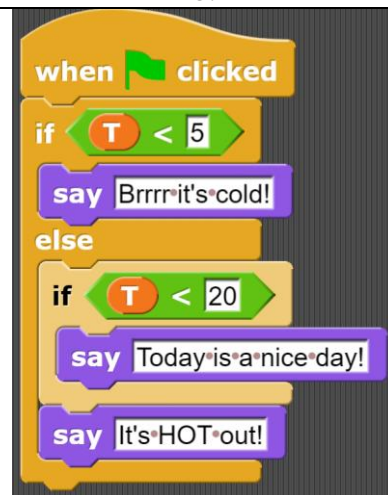 when clicked
if T < 5
say Brrrr it's cold!
else
if T < 20
say Today is a nice day!
say It's HOT out!